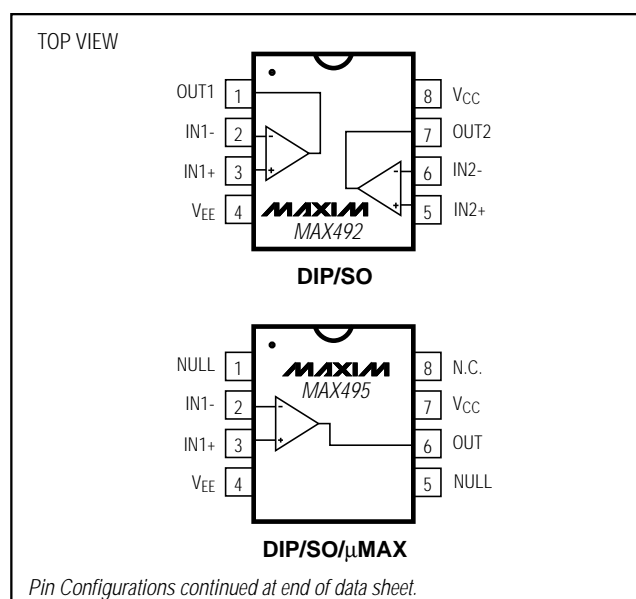 TOP VIEW
OUT1 1 8 VCC
IN1- 2 - 7 OUT2
IN1+ 3 + - 6 IN2-
VEE 4 MAXIM + 5 IN2+
MAX492
DIP/SO
NULL 1 MAXIM 8 N.C.
MAX495
IN1- 2 - 7 VCC
IN1+ 3 + 6 OUT
VEE 4 5 NULL
DIP/SO/μMAX
Pin Configurations continued at end of data sheet.